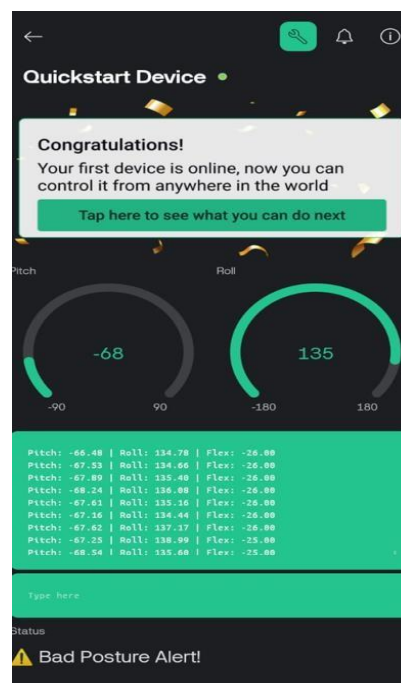 Quickstart Device
Congratulations!
Your first device is online, now you can
control it from anywhere in the world
Tap here to see what you can do next
Pitch
Roll
-68
135
-90
90
-180
180
Pitch: -66.48 | Roll: 134.78 | Flex: -26.00
Pitch: -67.53 | Roll: 134.66 | Flex: -26.00
Pitch: -67.89 | Roll: 135.40 | Flex: -26.00
Pitch: -68.24 | Roll: 136.08 | Flex: -26.00
Pitch: -67.61 | Roll: 135.16 | Flex: -26.00
Pitch: -67.16 | Roll: 134.44 | Flex: -26.00
Pitch: -67.62 | Roll: 137.17 | Flex: -26.00
Pitch: -67.25 | Roll: 138.99 | Flex: -25.00
Pitch: -68.54 | Roll: 135.60 | Flex: -25.00
Type here
Status
Bad Posture Alert!